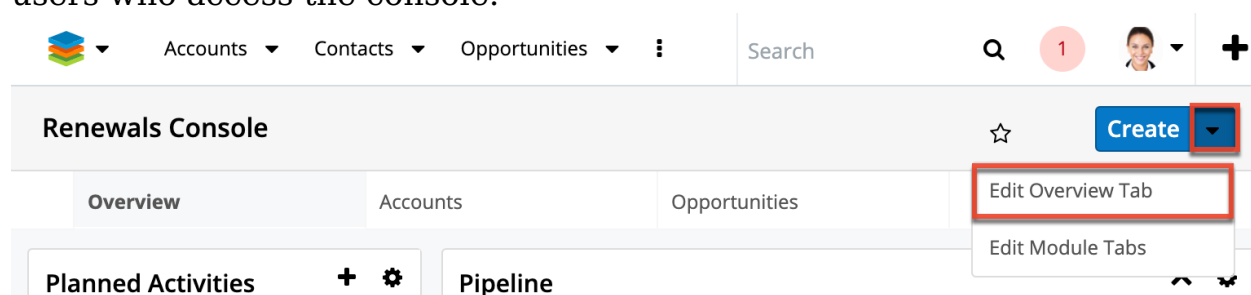 users who access the console.
Accounts Contacts Opportunities Search 1
Renewals Console Create
Edit Overview Tab
Overview Accounts Opportunities
Edit Module Tabs
Planned Activities Pipeline